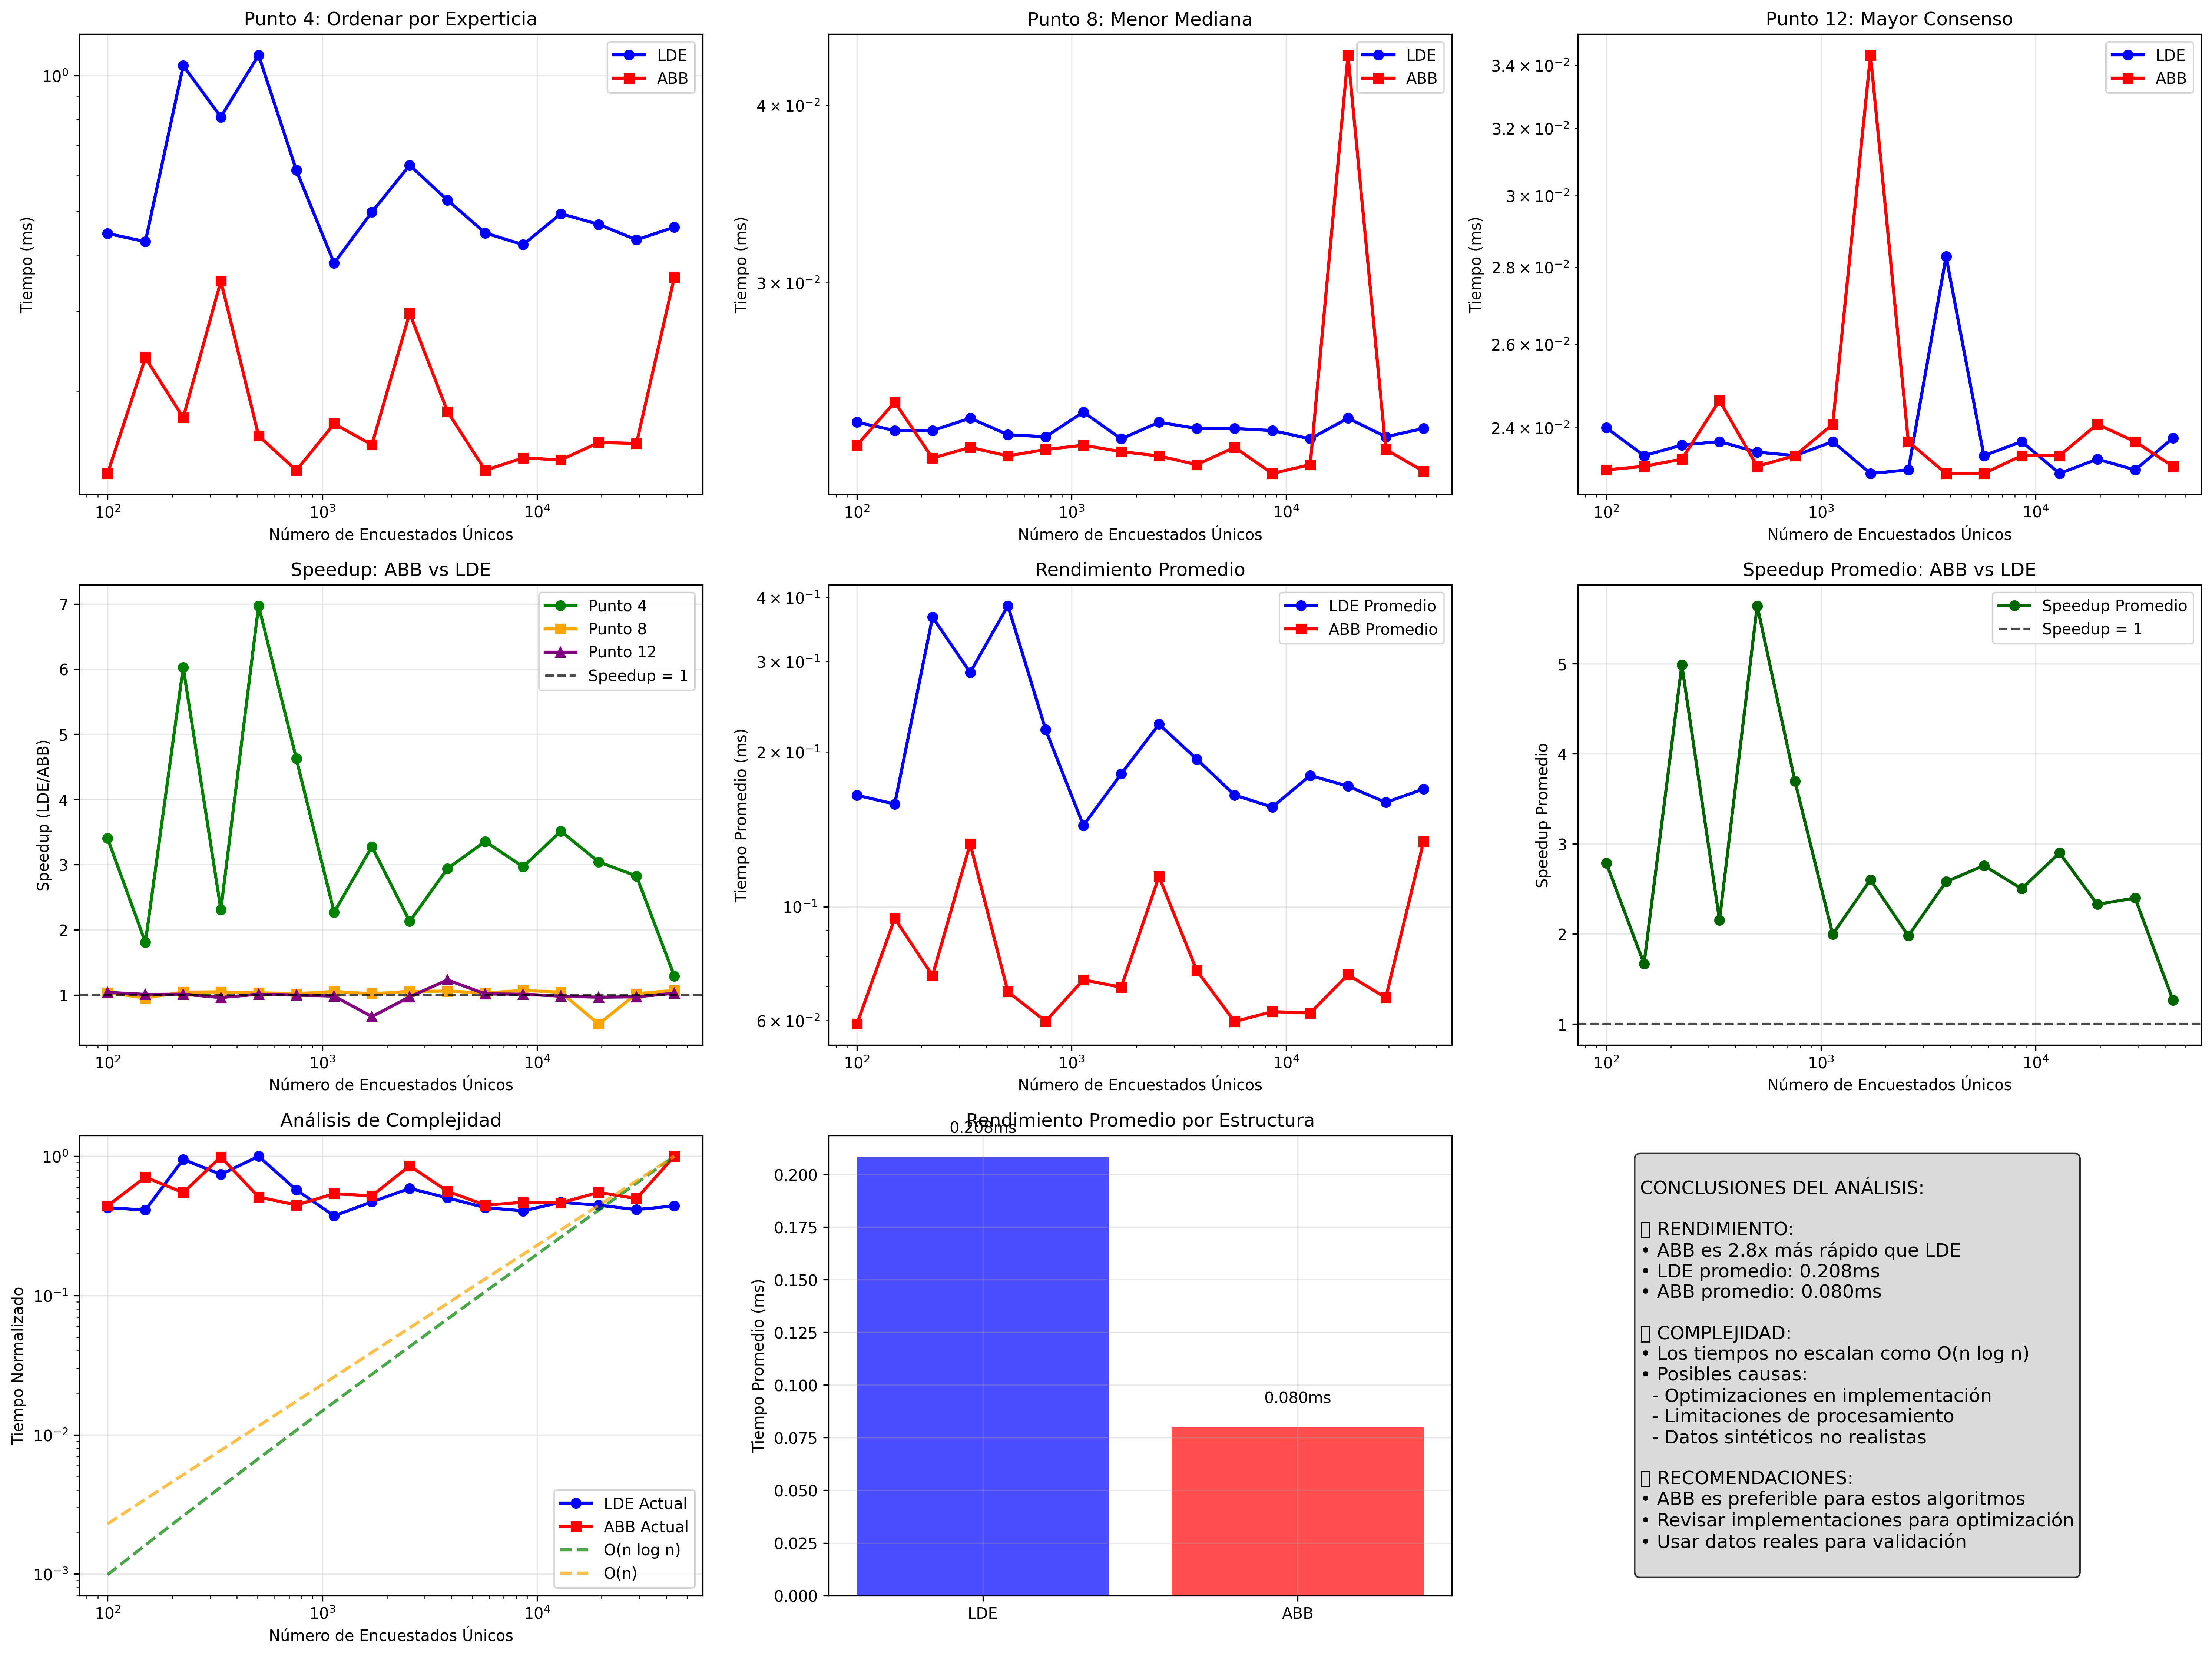 Punto 4: Ordenar por Experticia
LDE
ABB
10⁰
Tiempo (ms)
10² 10³ 10⁴
Número de Encuestados Únicos
Punto 8: Menor Mediana
LDE
ABB
4 × 10⁻²
3 × 10⁻²
Tiempo (ms)
10² 10³ 10⁴
Número de Encuestados Únicos
Punto 12: Mayor Consenso
LDE
ABB
3.4 × 10⁻²
3.2 × 10⁻²
3 × 10⁻²
2.8 × 10⁻²
2.6 × 10⁻²
2.4 × 10⁻²
Tiempo (ms)
10² 10³ 10⁴
Número de Encuestados Únicos
Speedup: ABB vs LDE
Punto 4
Punto 8
Punto 12
Speedup = 1
7
6
5
4
3
2
1
Speedup (LDE/ABB)
10² 10³ 10⁴
Número de Encuestados Únicos
Rendimiento Promedio
LDE Promedio
ABB Promedio
4 × 10⁻¹
3 × 10⁻¹
2 × 10⁻¹
10⁻¹
6 × 10⁻²
Tiempo Promedio (ms)
10² 10³ 10⁴
Número de Encuestados Únicos
Speedup Promedio: ABB vs LDE
Speedup Promedio
Speedup = 1
5
4
3
2
1
Speedup Promedio
10² 10³ 10⁴
Número de Encuestados Únicos
Análisis de Complejidad
10⁰
10⁻¹
10⁻²
10⁻³
Tiempo Normalizado
LDE Actual
ABB Actual
O(n log n)
O(n)
10² 10³ 10⁴
Número de Encuestados Únicos
Rendimiento Promedio por Estructura
0.208ms
0.200
0.175
0.150
0.125
0.100
0.075
0.050
0.025
0.000
Tiempo Promedio (ms)
0.080ms
LDE ABB
CONCLUSIONES DEL ANÁLISIS:
RENDIMIENTO:
• ABB es 2.8x más rápido que LDE
• LDE promedio: 0.208ms
• ABB promedio: 0.080ms
COMPLEJIDAD:
• Los tiempos no escalan como O(n log n)
• Posibles causas:
- Optimizaciones en implementación
- Limitaciones de procesamiento
- Datos sintéticos no realistas
RECOMENDACIONES:
• ABB es preferible para estos algoritmos
• Revisar implementaciones para optimización
• Usar datos reales para validación